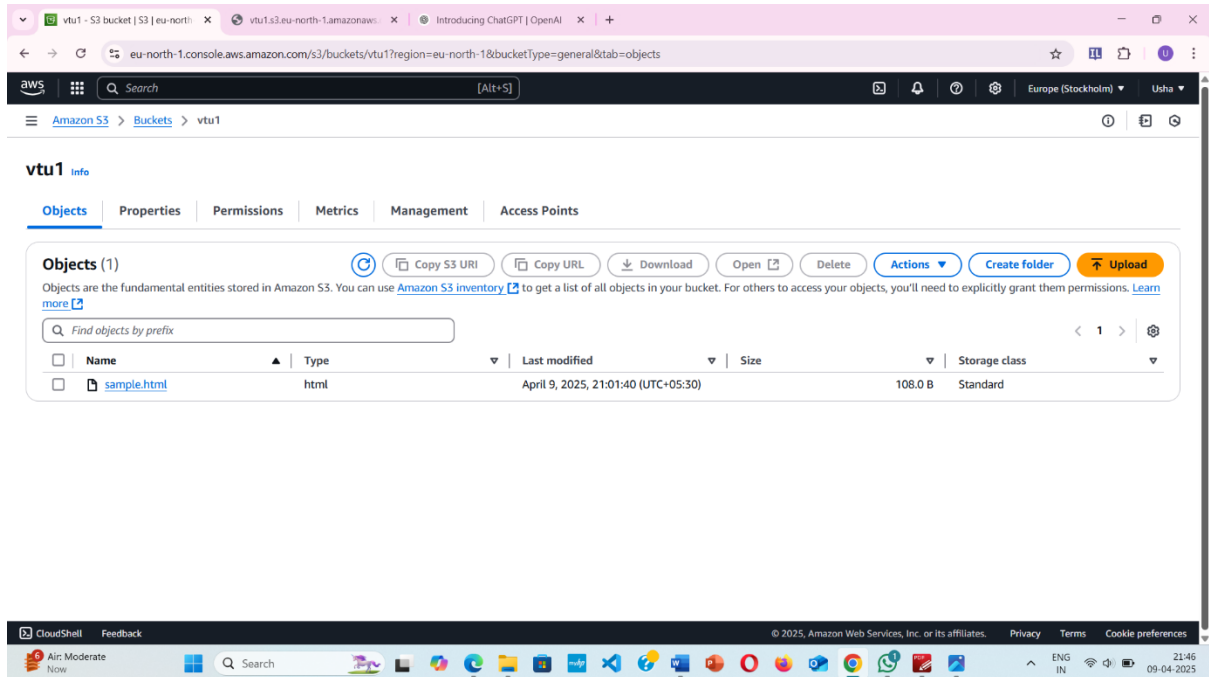 vtu1 - S3 bucket | S3 | eu-north
vtu1.s3.eu-north-1.amazonaws.
Introducing ChatGPT | OpenAI
eu-north-1.console.aws.amazon.com/s3/buckets/vtu1?region=eu-north-1&bucketType=general&tab=objects
IL
U
aws
Search
[Alt+S]
Europe (Stockholm)
Usha
Amazon S3 > Buckets > vtu1
vtu1 Info
Objects Properties Permissions Metrics Management Access Points
Objects (1)
Copy S3 URI
Copy URL
Download
Open
Delete
Actions
Create folder
Upload
Objects are the fundamental entities stored in Amazon S3. You can use Amazon S3 inventory to get a list of all objects in your bucket. For others to access your objects, you'll need to explicitly grant them permissions. Learn
more
Find objects by prefix
< 1 >
Name Type Last modified Size Storage class
sample.html html April 9, 2025, 21:01:40 (UTC+05:30) 108.0 B Standard
CloudShell Feedback © 2025, Amazon Web Services, Inc. or its affiliates. Privacy Terms Cookie preferences
6
Air: Moderate
Now
Search
1
PDF
ENG
IN
21:46
09-04-2025